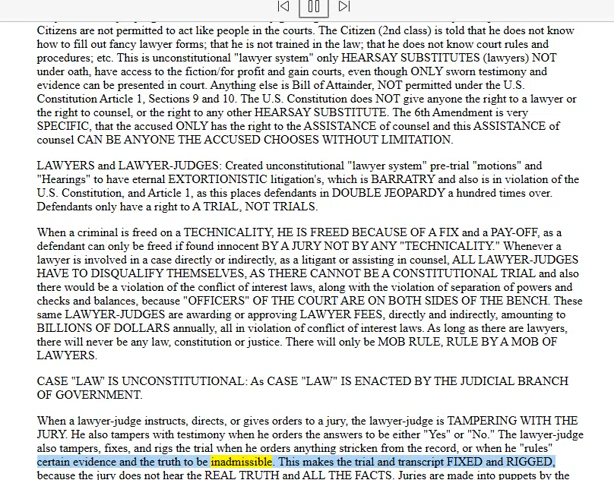 Citizens are not permitted to act like people in the courts. The Citizen (2nd class) is told that he does not know
how to fill out fancy lawyer forms; that he is not trained in the law; that he does not know court rules and
procedures; etc. This is unconstitutional "lawyer system" only HEARSAY SUBSTITUTES (lawyers) NOT
under oath, have access to the fiction/for profit and gain courts, even though ONLY sworn testimony and
evidence can be presented in court. Anything else is Bill of Attainder, NOT permitted under the U.S.
Constitution Article 1, Sections 9 and 10. The U.S. Constitution does NOT give anyone the right to a lawyer or
the right to counsel, or the right to any other HEARSAY SUBSTITUTE. The 6th Amendment is very
SPECIFIC, that the accused ONLY has the right to the ASSISTANCE of counsel and this ASSISTANCE of
counsel CAN BE ANYONE THE ACCUSED CHOOSES WITHOUT LIMITATION.
LAWYERS and LAWYER-JUDGES: Created unconstitutional "lawyer system" pre-trial "motions" and
"Hearings" to have eternal EXTORTIONISTIC litigation's, which is BARRATRY and also is in violation of the
U.S. Constitution, and Article 1, as this places defendants in DOUBLE JEOPARDY a hundred times over.
Defendants only have a right to A TRIAL, NOT TRIALS.
When a criminal is freed on a TECHNICALITY, HE IS FREED BECAUSE OF A FIX and a PAY-OFF, as a
defendant can only be freed if found innocent BY A JURY NOT BY ANY "TECHNICALITY." Whenever a
lawyer is involved in a case directly or indirectly, as a litigant or assisting in counsel, ALL LAWYER-JUDGES
HAVE TO DISQUALIFY THEMSELVES, AS THERE CANNOT BE A CONSTITUTIONAL TRIAL and also
there would be a violation of the conflict of interest laws, along with the violation of separation of powers and
checks and balances, because "OFFICERS" OF THE COURT ARE ON BOTH SIDES OF THE BENCH. These
same LAWYER-JUDGES are awarding or approving LAWYER FEES, directly and indirectly, amounting to
BILLIONS OF DOLLARS annually, all in violation of conflict of interest laws. As long as there are lawyers,
there will never be any law, constitution or justice. There will only be MOB RULE, RULE BY A MOB OF
LAWYERS.
CASE "LAW' IS UNCONSTITUTIONAL: As CASE "LAW" IS ENACTED BY THE JUDICIAL BRANCH
OF GOVERNMENT.
When a lawyer-judge instructs, directs, or gives orders to a jury, the lawyer-judge is TAMPERING WITH THE
JURY. He also tampers with testimony when he orders the answers to be either "Yes" or "No." The lawyer-judge
also tampers, fixes, and rigs the trial when he orders anything stricken from the record, or when he "rules"
certain evidence and the truth to be inadmissible. This makes the trial and transcript FIXED and RIGGED,
because the jury does not hear the REAL TRUTH and ALL THE FACTS. Juries are made into puppets by the